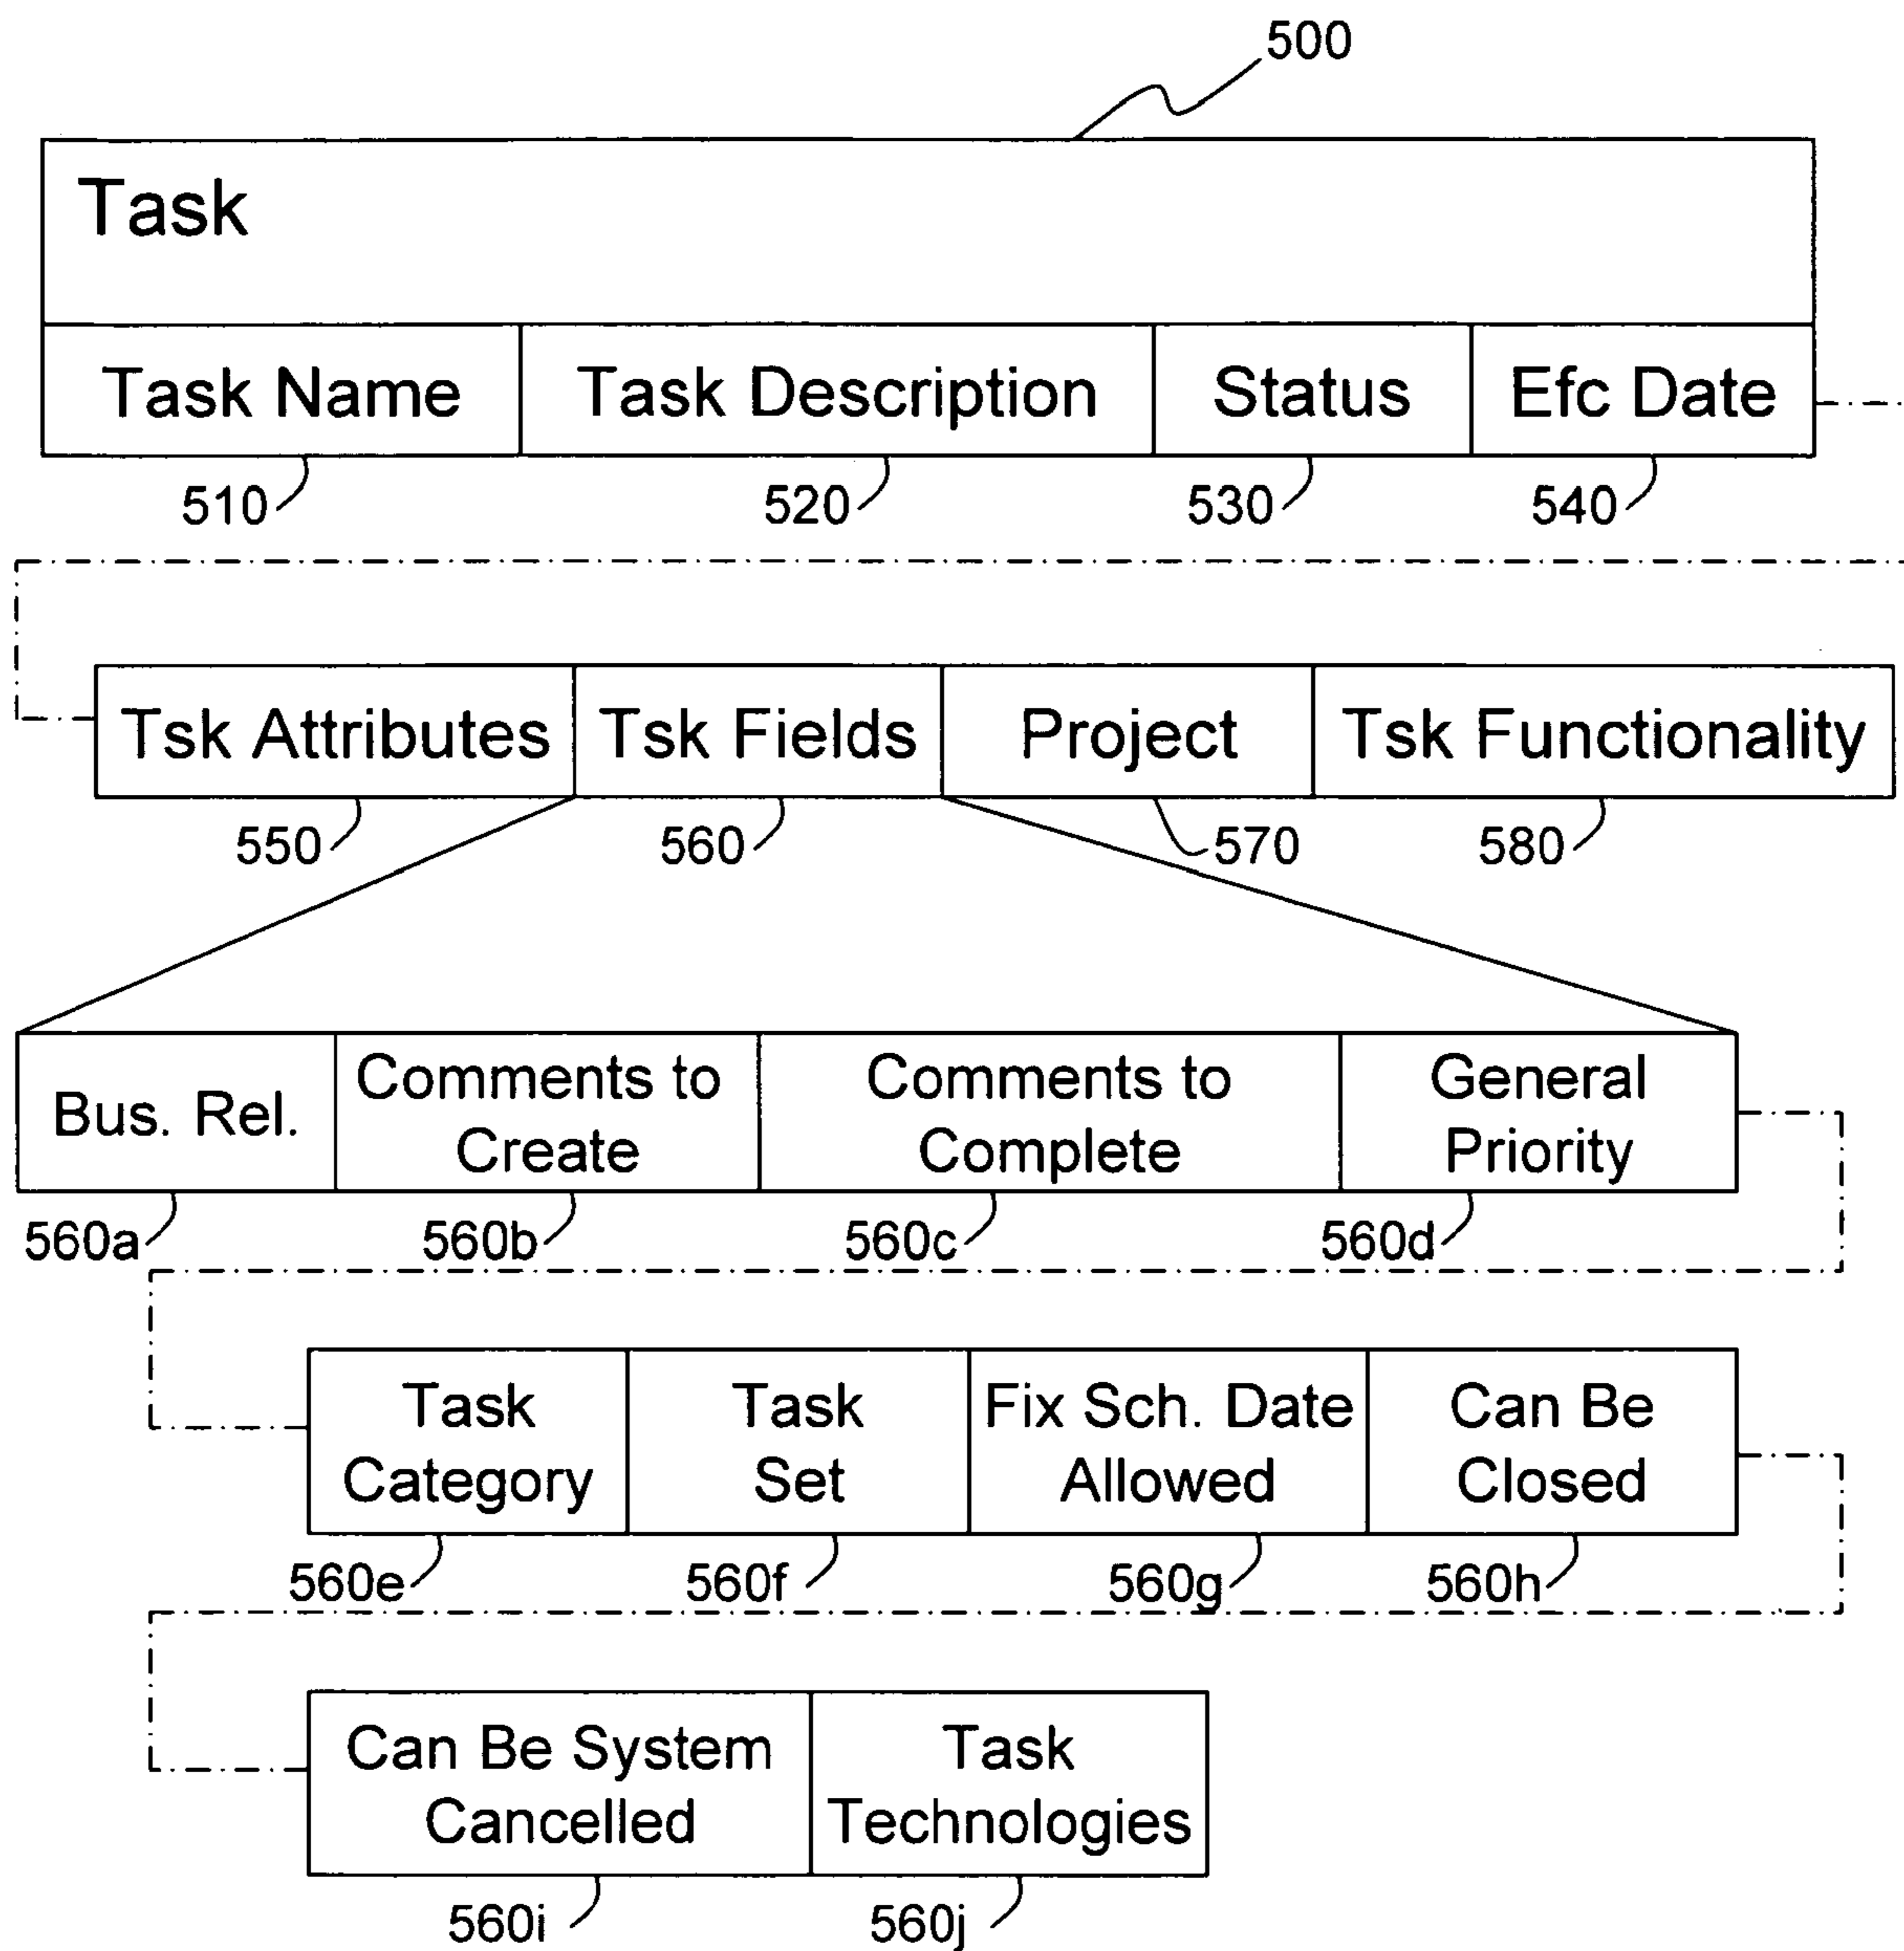 500
Task
Task Name Task Description Status Efc Date
510 520 530 540
Tsk Attributes Tsk Fields Project Tsk Functionality
550 560 570 580
Bus. Rel.
Comments to
Create
Comments to
Complete
General
Priority
560a 560b 560c 560d
Task
Category
Task
Set
Fix Sch. Date
Allowed
Can Be
Closed
560e 560f 560g 560h
Can Be System
Cancelled
Task
Technologies
560i 560j